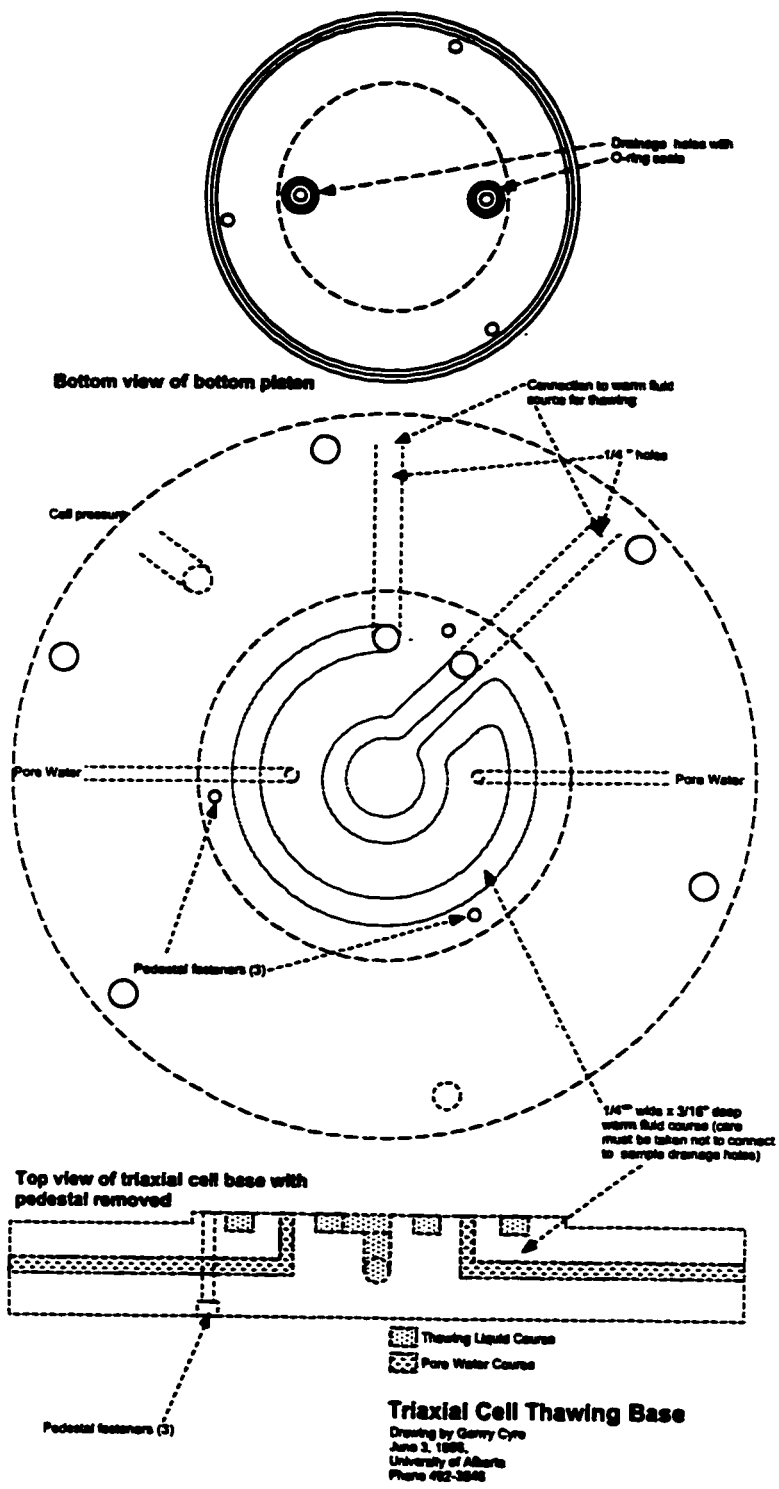 Drainage holes with
O-ring seals
Bottom view of bottom platen
Connection to warm fluid
source for thawing
1/4 " holes
Cell pressure
Pore Water
Pore Water
Pedestal fasteners (3)
1/4" wide x 3/16" deep
warm fluid course (care
must be taken not to connect
to sample drainage holes)
Top view of triaxial cell base with
pedestal removed
Thawing Liquid Course
Pore Water Course
Pedestal fasteners (3)
Triaxial Cell Thawing Base
Drawing by Cyre
June 3,
University of Alberta
Phone